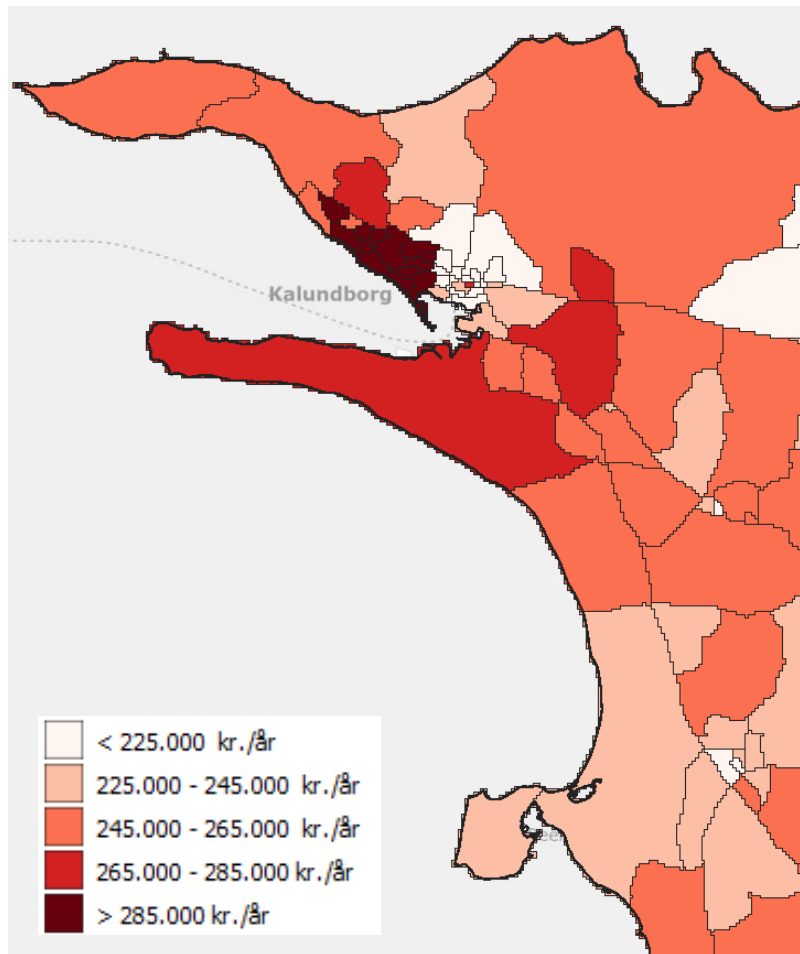 Kalundborg
< 225.000 kr./år
225.000 - 245.000 kr./år
245.000 - 265.000 kr./år
265.000 - 285.000 kr./år
> 285.000 kr./år